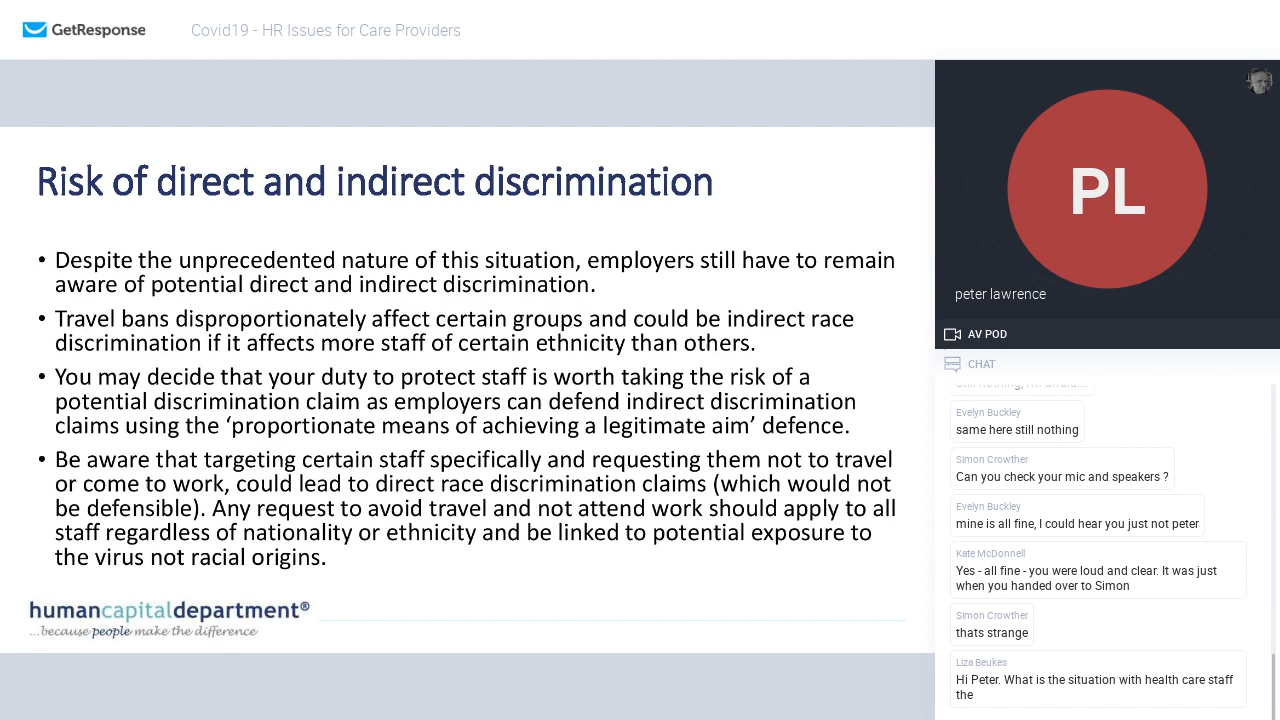 GetResponse
Covid19 - HR Issues for Care Providers
Risk of direct and indirect discrimination
• Despite the unprecedented nature of this situation, employers still have to remain
aware of potential direct and indirect discrimination.
• Travel bans disproportionately affect certain groups and could be indirect race
discrimination if it affects more staff of certain ethnicity than others.
• You may decide that your duty to protect staff is worth taking the risk of a
potential discrimination claim as employers can defend indirect discrimination
claims using the ‘proportionate means of achieving a legitimate aim’ defence.
• Be aware that targeting certain staff specifically and requesting them not to travel
or come to work, could lead to direct race discrimination claims (which would not
be defensible). Any request to avoid travel and not attend work should apply to all
staff regardless of nationality or ethnicity and be linked to potential exposure to
the virus not racial origins.
humancapitaldepartment®
...because people make the difference
PL
peter lawrence
AV POD
CHAT
Evelyn Buckley
same here still nothing
Simon Crowther
Can you check your mic and speakers ?
Evelyn Buckley
mine is all fine, I could hear you just not peter
Kate McDonnell
Yes - all fine - you were loud and clear. It was just
when you handed over to Simon
Simon Crowther
thats strange
Liza Beukes
Hi Peter. What is the situation with health care staff
the